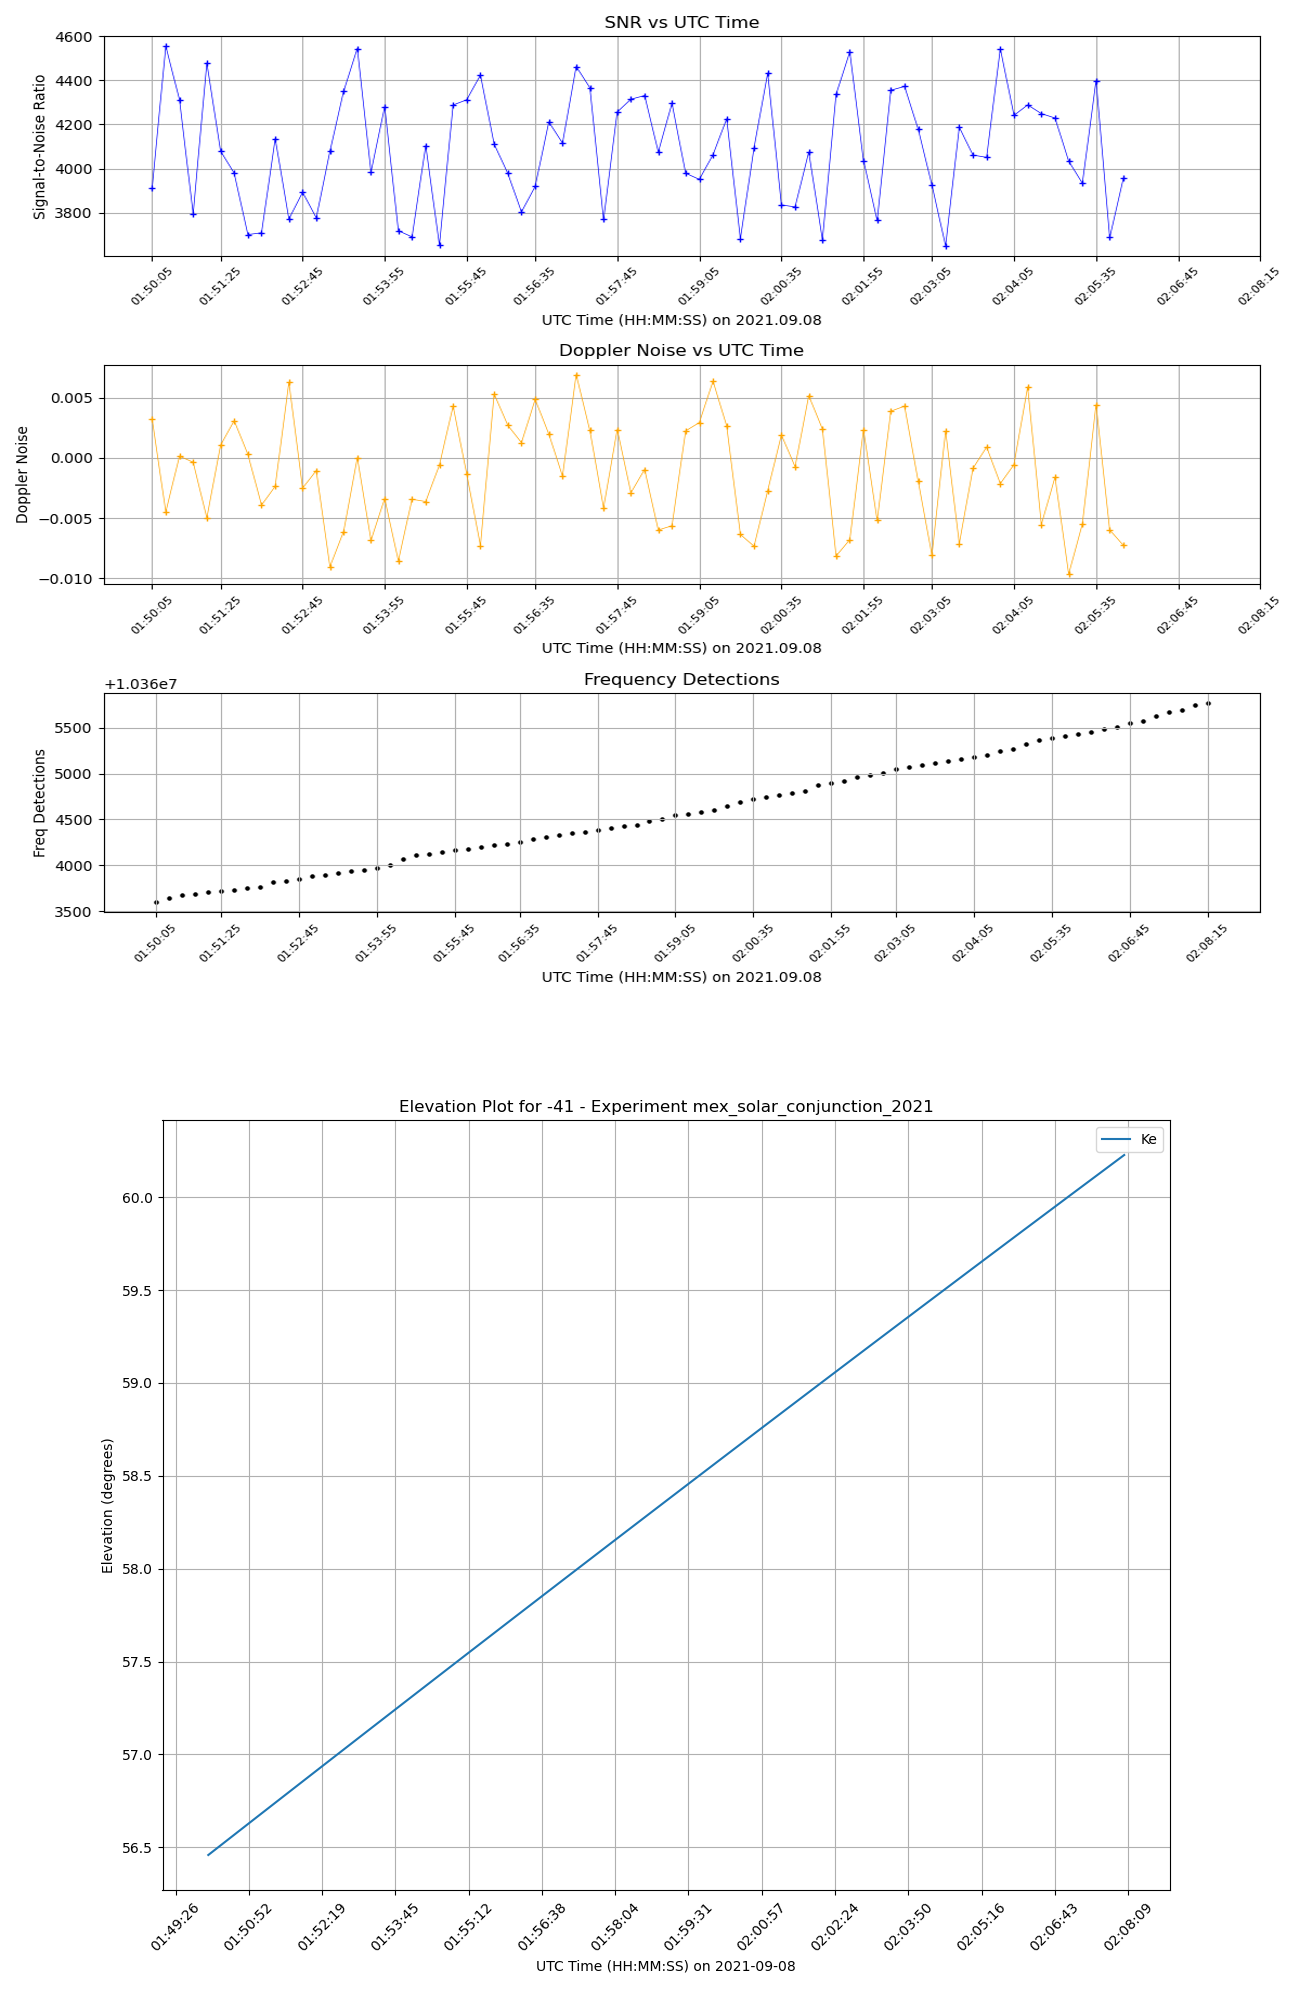 SNR vs UTC Time
Signal-to-Noise Ratio
4600
4400
4200
4000
3800
01:50:05 01:51:25 01:52:45 01:53:55 01:55:45 01:56:35 01:57:45 01:59:05 02:00:35 02:01:55 02:03:05 02:04:05 02:05:35 02:06:45 02:08:15
UTC Time (HH:MM:SS) on 2021.09.08
Doppler Noise vs UTC Time
Doppler Noise
0.005
0.000
−0.005
−0.010
01:50:05 01:51:25 01:52:45 01:53:55 01:55:45 01:56:35 01:57:45 01:59:05 02:00:35 02:01:55 02:03:05 02:04:05 02:05:35 02:06:45 02:08:15
UTC Time (HH:MM:SS) on 2021.09.08
Frequency Detections
+1.036e7
Freq Detections
5500
5000
4500
4000
3500
01:50:05 01:51:25 01:52:45 01:53:55 01:55:45 01:56:35 01:57:45 01:59:05 02:00:35 02:01:55 02:03:05 02:04:05 02:05:35 02:06:45 02:08:15
UTC Time (HH:MM:SS) on 2021.09.08
Elevation Plot for -41 - Experiment mex_solar_conjunction_2021
Ke
Elevation (degrees)
60.0
59.5
59.0
58.5
58.0
57.5
57.0
56.5
01:49:26 01:50:52 01:52:19 01:53:45 01:55:12 01:56:38 01:58:04 01:59:31 02:00:57 02:02:24 02:03:50 02:05:16 02:06:43 02:08:09
UTC Time (HH:MM:SS) on 2021-09-08